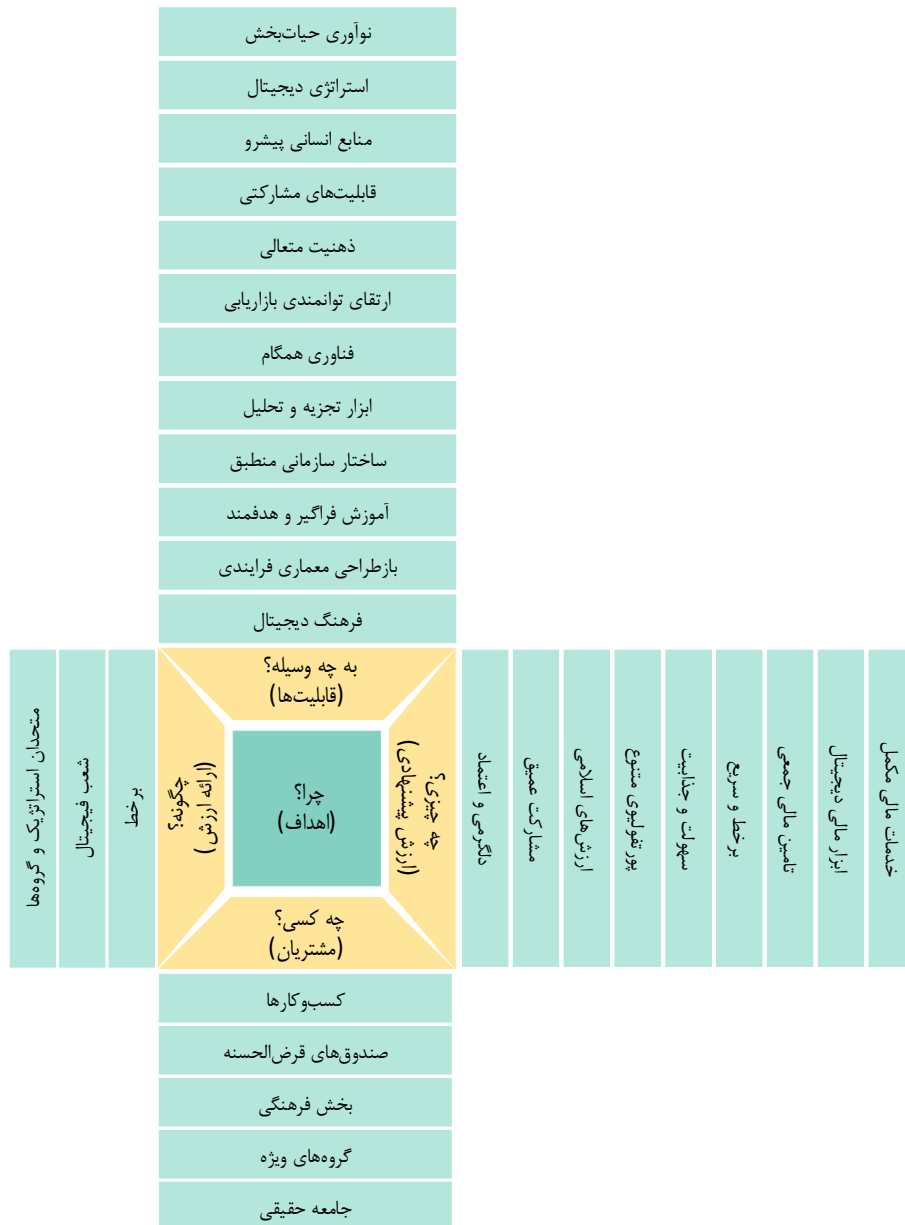 نوآوری حیات‌بخش
استراتژی دیجیتال
منابع انسانی پیشرو
قابلیت‌های مشارکتی
ذهنیت متعالی
ارتقای توانمندی بازاریابی
فناوری همگام
ابزار تجزیه و تحلیل
ساختار سازمانی منطبق
آموزش فراگیر و هدفمند
بازطراحی معماری فرایندی
فرهنگ دیجیتال
به چه وسیله؟
(قابلیت‌ها)
خدمات مالی مکمل
ابزار مالی دیجیتال
تامین مالی جمعی
برخط و سریع
سهولت و جذابیت
پورتفولیوی متنوع
ارزش‌های اسلامی
مشارکت عمیق
دلگرمی و اعتماد
چه چیزی؟
(ارزش پیشنهادی)
چرا؟
(اهداف)
چگونه؟
(ارائه ارزش)
برخط
شعب فیجیتال
متحدان استراتژیک و گروه‌ها
چه کسی؟
(مشتریان)
کسب‌وکارها
صندوق‌های قرض‌الحسنه
بخش فرهنگی
گروه‌های ویژه
جامعه حقیقی